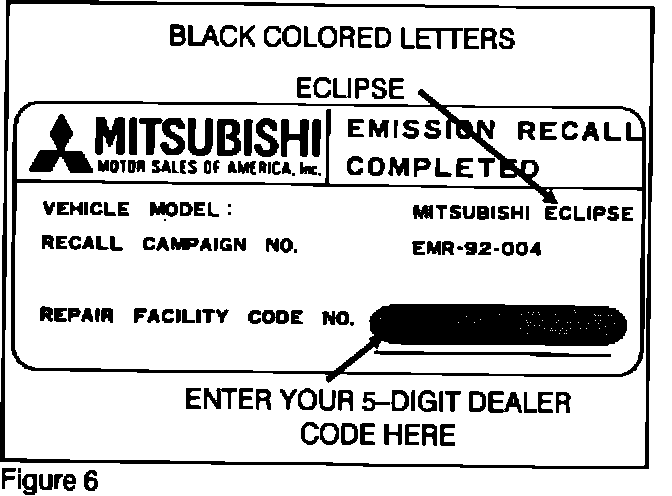 BLACK COLORED LETTERS
ECLIPSE
MITSUBISHI
MOTOR SALES OF AMERICA, Inc.
EMISSION RECALL
COMPLETED
VEHICLE MODEL: MITSUBISHI ECLIPSE
RECALL CAMPAIGN NO. EMR-92-004
REPAIR FACILITY CODE NO.
ENTER YOUR 5-DIGIT DEALER
CODE HERE
Figure 6